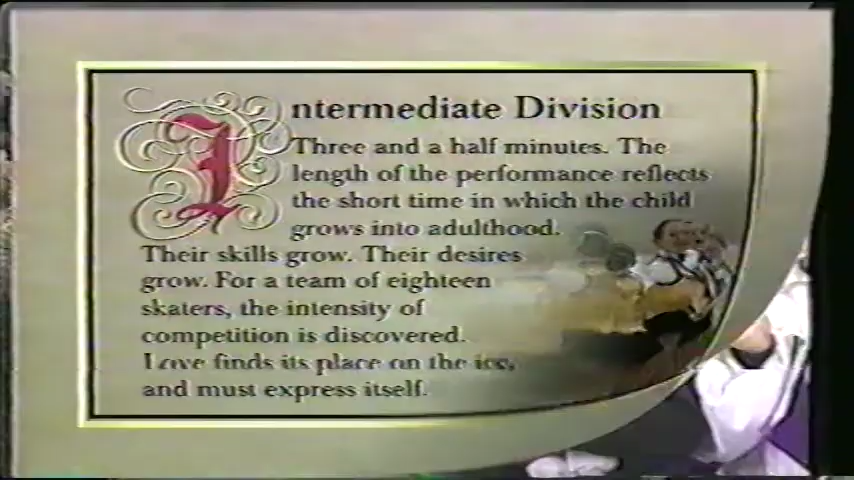 Intermediate Division
Three and a half minutes. The
length of the performance reflects
the short time in which the child
grows into adulthood.
Their skills grow. Their desires
grow. For a team of eighteen
skaters, the intensity of
competition is discovered.
Love finds its place on the ice,
and must express itself.